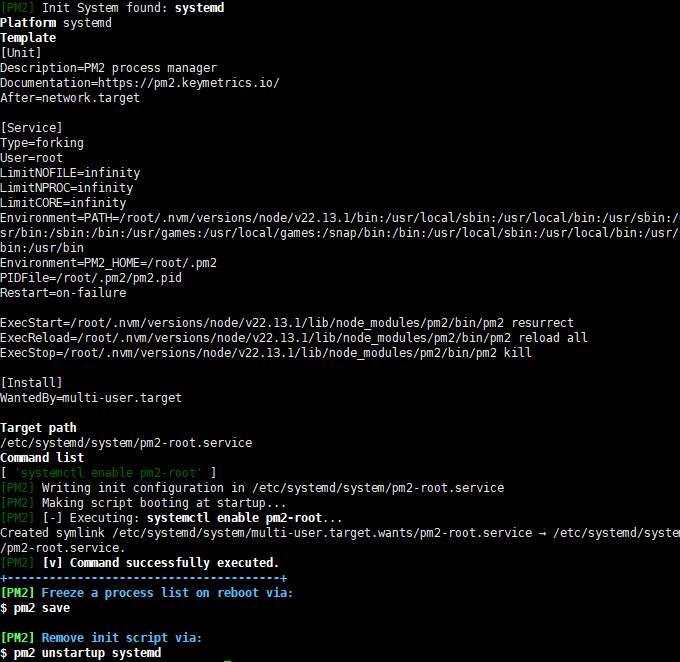 [PM2] Init System found: systemd
Platform systemd
Template
[Unit]
Description=PM2 process manager
Documentation=https://pm2.keymetrics.io/
After=network.target
[Service]
Type=forking
User=root
LimitNOFILE=infinity
LimitNPROC=infinity
LimitCORE=infinity
Environment=PATH=/root/.nvm/versions/node/v22.13.1/bin:/usr/local/sbin:/usr/local/bin:/usr/sbin:/
sr/bin:/sbin:/bin:/usr/games:/usr/local/games:/snap/bin:/bin:/usr/local/sbin:/usr/local/bin:/usr/
bin:/usr/bin
Environment=PM2_HOME=/root/.pm2
PIDFile=/root/.pm2/pm2.pid
Restart=on-failure
ExecStart=/root/.nvm/versions/node/v22.13.1/lib/node_modules/pm2/bin/pm2 resurrect
ExecReload=/root/.nvm/versions/node/v22.13.1/lib/node_modules/pm2/bin/pm2 reload all
ExecStop=/root/.nvm/versions/node/v22.13.1/lib/node_modules/pm2/bin/pm2 kill
[Install]
WantedBy=multi-user.target
Target path
/etc/systemd/system/pm2-root.service
Command list
[ 'systemctl enable pm2-root' ]
[PM2] Writing init configuration in /etc/systemd/system/pm2-root.service
[PM2] Making script booting at startup...
[PM2] [-] Executing: systemctl enable pm2-root...
Created symlink /etc/systemd/system/multi-user.target.wants/pm2-root.service → /etc/systemd/system
/pm2-root.service.
[PM2] [v] Command successfully executed.
+---------------------------------------+
[PM2] Freeze a process list on reboot via:
$ pm2 save
[PM2] Remove init script via:
$ pm2 unstartup systemd